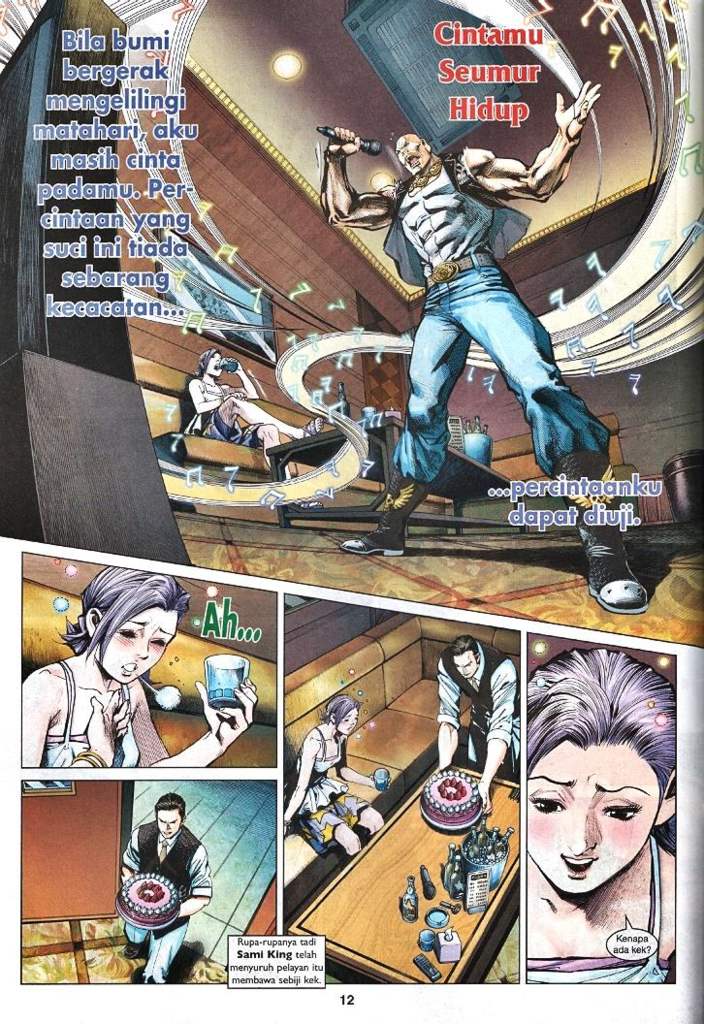 Bila bumi
bergerak
mengelilingi
matahari, aku
masih cinta
padamu. Per-
cintaan yang
suci ini tiada
sebarang
kecacatan...
Cintamu
Seumur
Hidup
...percintaanku
dapat diuji.
Ah...
Rupa-rupanya tadi
Sami King telah
menyuruh pelayan itu
membawa sebiji kek.
Kenapa
ada kek?
12